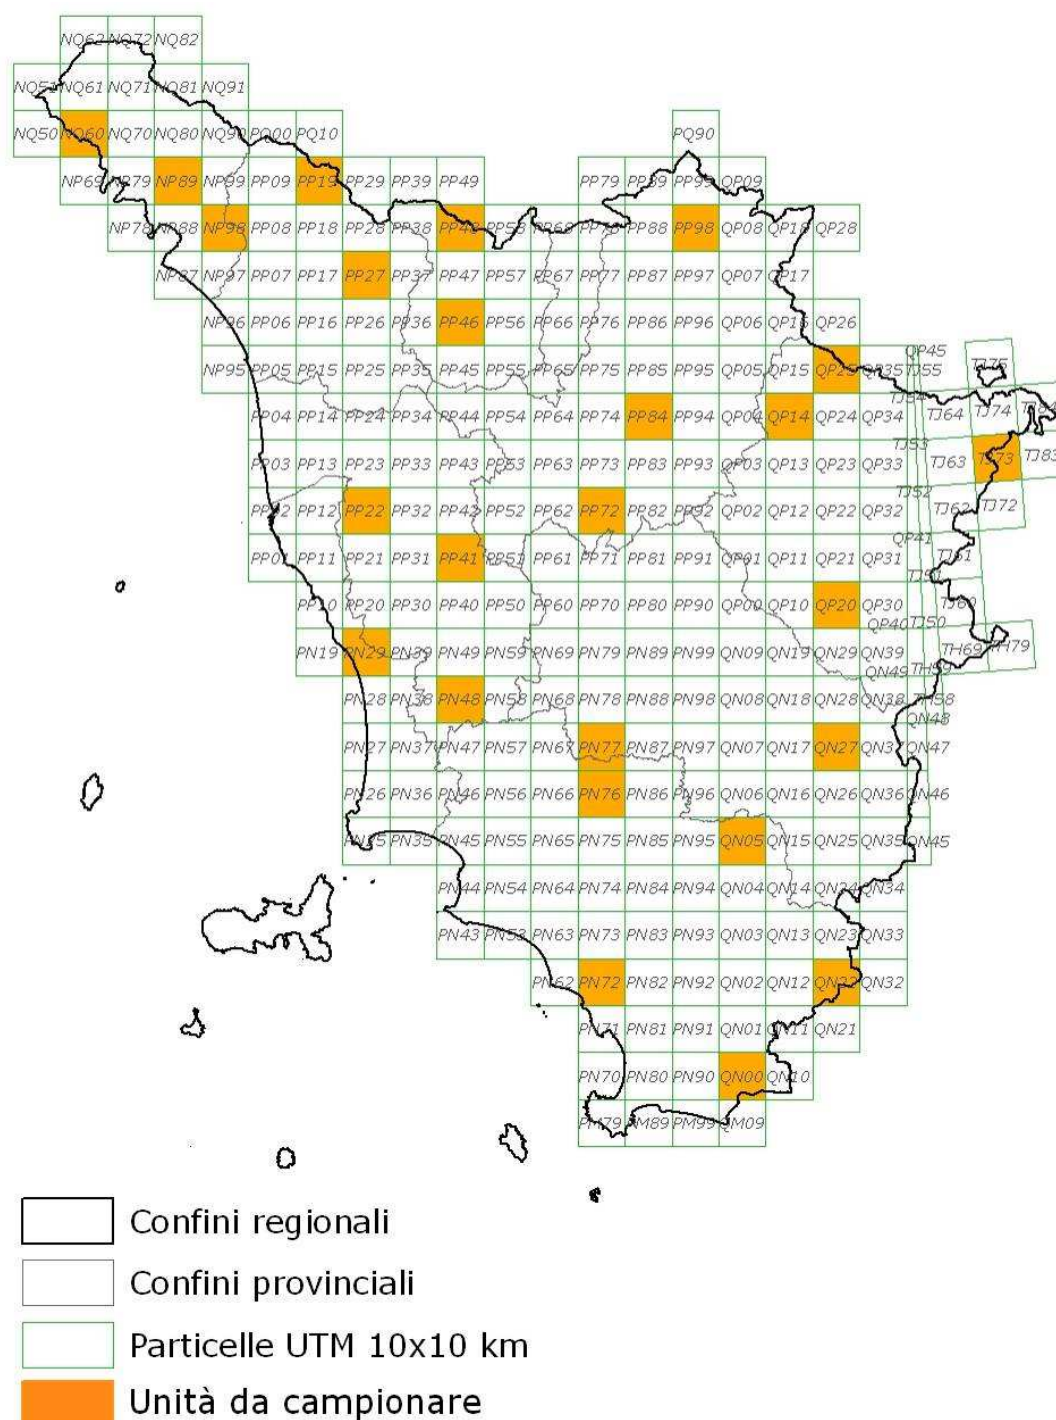 NQ62 NQ72 NQ82
NQ51 NQ61 NQ71 NQ81 NQ91
NQ50 NQ60 NQ70 NQ80 NQ90 PQ00 PQ10 PQ90
NP69 NP79 NP89 NP99 PP09 PP19 PP29 PP39 PP49 PP79 PP89 PP99 QP09
NP78 NP88 NP98 PP08 PP18 PP28 PP38 PP48 PP58 PP68 PP78 PP88 PP98 QP08 QP18 QP28
NP87 NP97 PP07 PP17 PP27 PP37 PP47 PP57 PP67 PP77 PP87 PP97 QP07 QP17
NP96 PP06 PP16 PP26 PP36 PP46 PP56 PP66 PP76 PP86 PP96 QP06 QP16 QP26
NP95 PP05 PP15 PP25 PP35 PP45 PP55 PP65 PP75 PP85 PP95 QP05 QP15 QP25 QP35 TJ55 QP45 TJ75
PP04 PP14 PP24 PP34 PP44 PP54 PP64 PP74 PP84 PP94 QP04 QP14 QP24 QP34 TJ54 TJ64 TJ74 TJ84
PP03 PP13 PP23 PP33 PP43 PP53 PP63 PP73 PP83 PP93 QP03 QP13 QP23 QP33 TJ53 TJ63 TJ73 TJ83
PP02 PP12 PP22 PP32 PP42 PP52 PP62 PP72 PP82 PP92 QP02 QP12 QP22 QP32 TJ52 TJ62 TJ72
PP01 PP11 PP21 PP31 PP41 PP51 PP61 PP71 PP81 PP91 QP01 QP11 QP21 QP31 QP41 TJ51 TJ61
PP10 PP20 PP30 PP40 PP50 PP60 PP70 PP80 PP90 QP00 QP10 QP20 QP30 QP40 TJ50 TJ60
PN19 PN29 PN39 PN49 PN59 PN69 PN79 PN89 PN99 QN09 QN19 QN29 QN39 QN49 TH59 TH69 TH79
PN28 PN38 PN48 PN58 PN68 PN78 PN88 PN98 QN08 QN18 QN28 QN38 TH58 QN48
PN27 PN37 PN47 PN57 PN67 PN77 PN87 PN97 QN07 QN17 QN27 QN37 QN47
PN26 PN36 PN46 PN56 PN66 PN76 PN86 PN96 QN06 QN16 QN26 QN36 QN46
PN25 PN35 PN45 PN55 PN65 PN75 PN85 PN95 QN05 QN15 QN25 QN35 QN45
PN44 PN54 PN64 PN74 PN84 PN94 QN04 QN14 QN24 QN34
PN43 PN53 PN63 PN73 PN83 PN93 QN03 QN13 QN23 QN33
PN62 PN72 PN82 PN92 QN02 QN12 QN22 QN32
PN71 PN81 PN91 QN01 QN11 QN21
PN70 PN80 PN90 QN00 QN10
PM79 PM89 PM99 QM09
Confini regionali
Confini provinciali
Particelle UTM 10x10 km
Unità da campionare